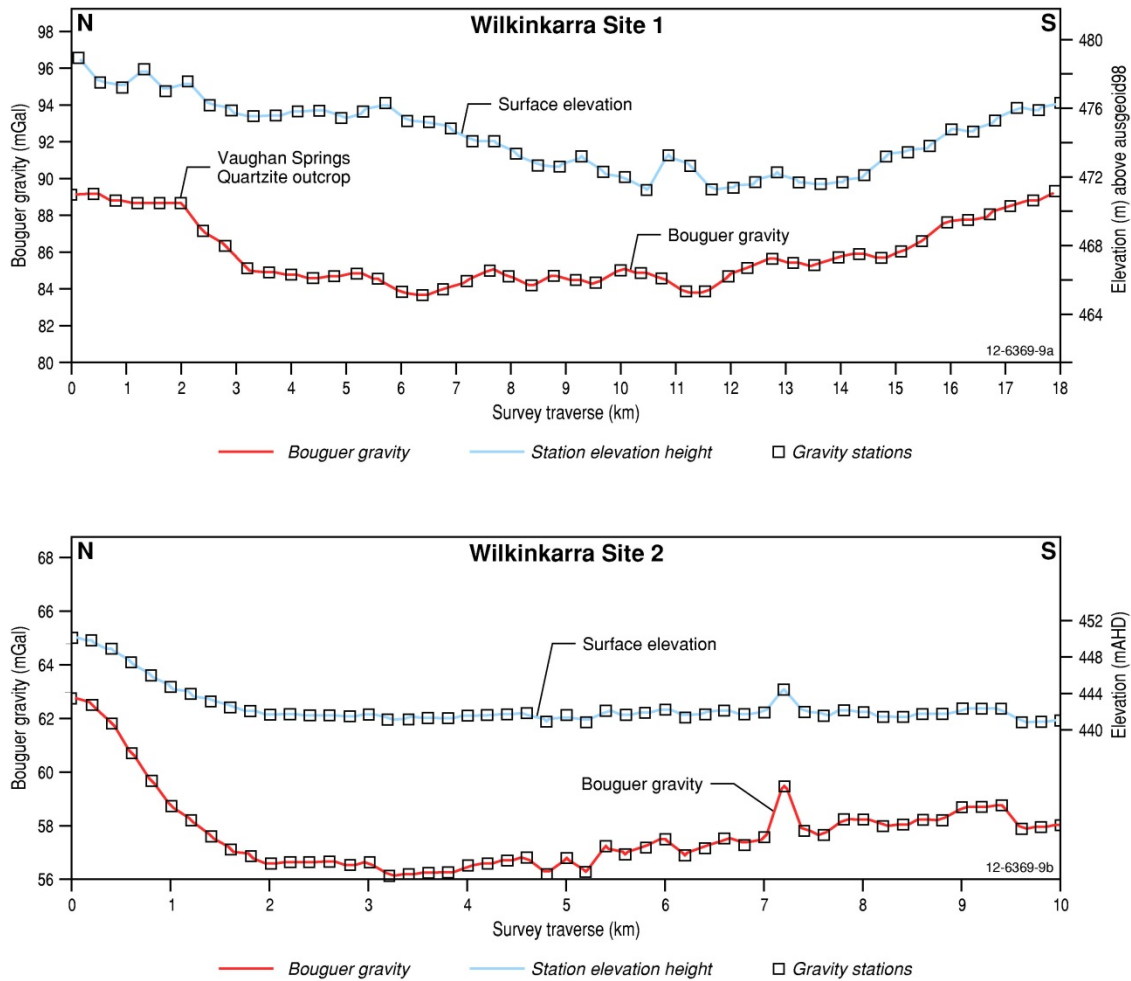 N
Wilkinkarra Site 1
S
98
96
94
92
90
88
86
84
82
80
Bouguer gravity (mGal)
480
476
472
468
464
Elevation (m) above ausgeoid98
Surface elevation
Vaughan Springs
Quartzite outcrop
Bouguer gravity
12-6369-9a
0 1 2 3 4 5 6 7 8 9 10 11 12 13 14 15 16 17 18
Survey traverse (km)
Bouguer gravity Station elevation height Gravity stations
N
Wilkinkarra Site 2
S
68
66
64
62
60
58
56
Bouguer gravity (mGal)
452
448
444
440
Elevation (mAHD)
Surface elevation
Bouguer gravity
12-6369-9b
0 1 2 3 4 5 6 7 8 9 10
Survey traverse (km)
Bouguer gravity Station elevation height Gravity stations